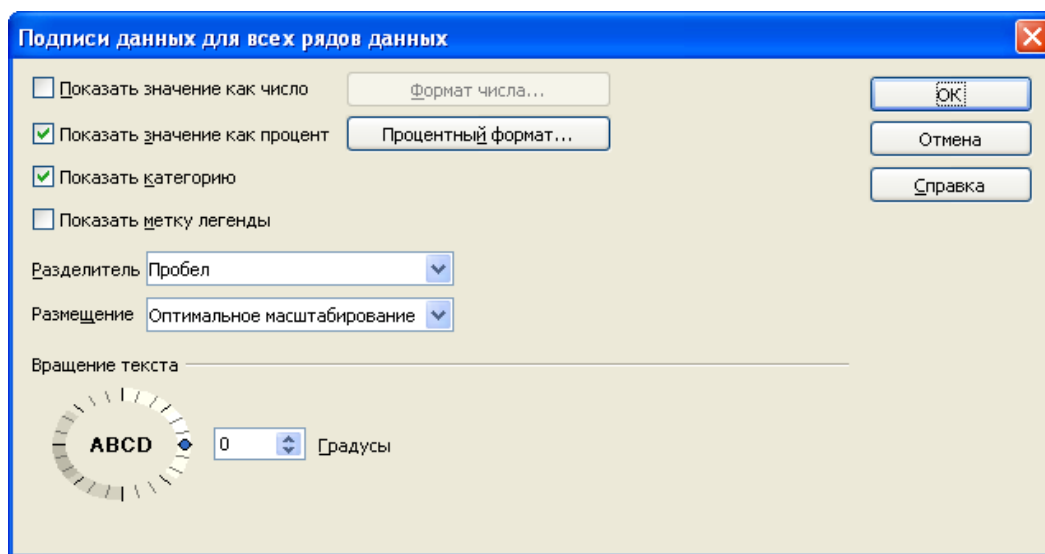 Подписи данных для всех рядов данных
Показать значение как число
Формат числа...
ОК
Показать значение как процент
Процентный формат...
Отмена
Показать категорию
Справка
Показать метку легенды
Разделитель Пробел
Размещение Оптимальное масштабирование
Вращение текста
ABCD
0
Градусы